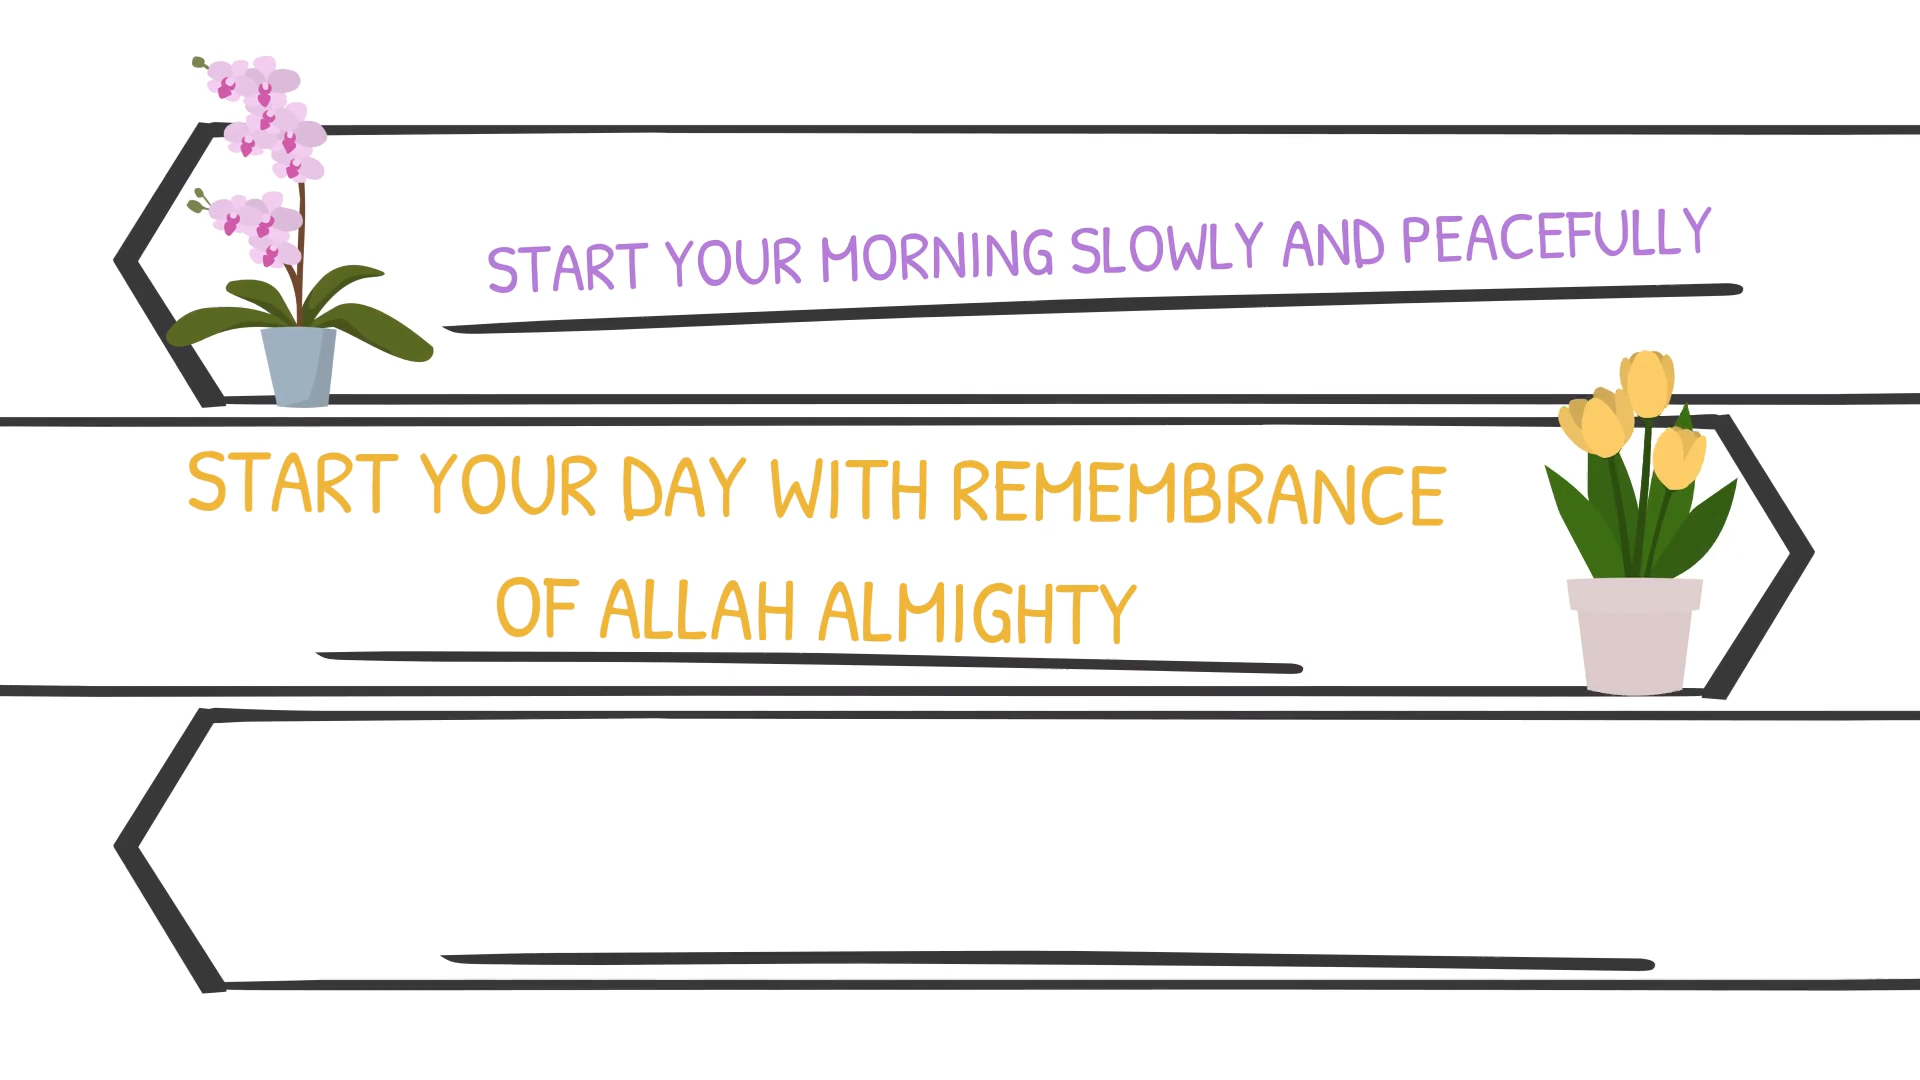 START YOUR MORNING SLOWLY AND PEACEFULLY
START YOUR DAY WITH REMEMBRANCE
OF ALLAH ALMIGHTY